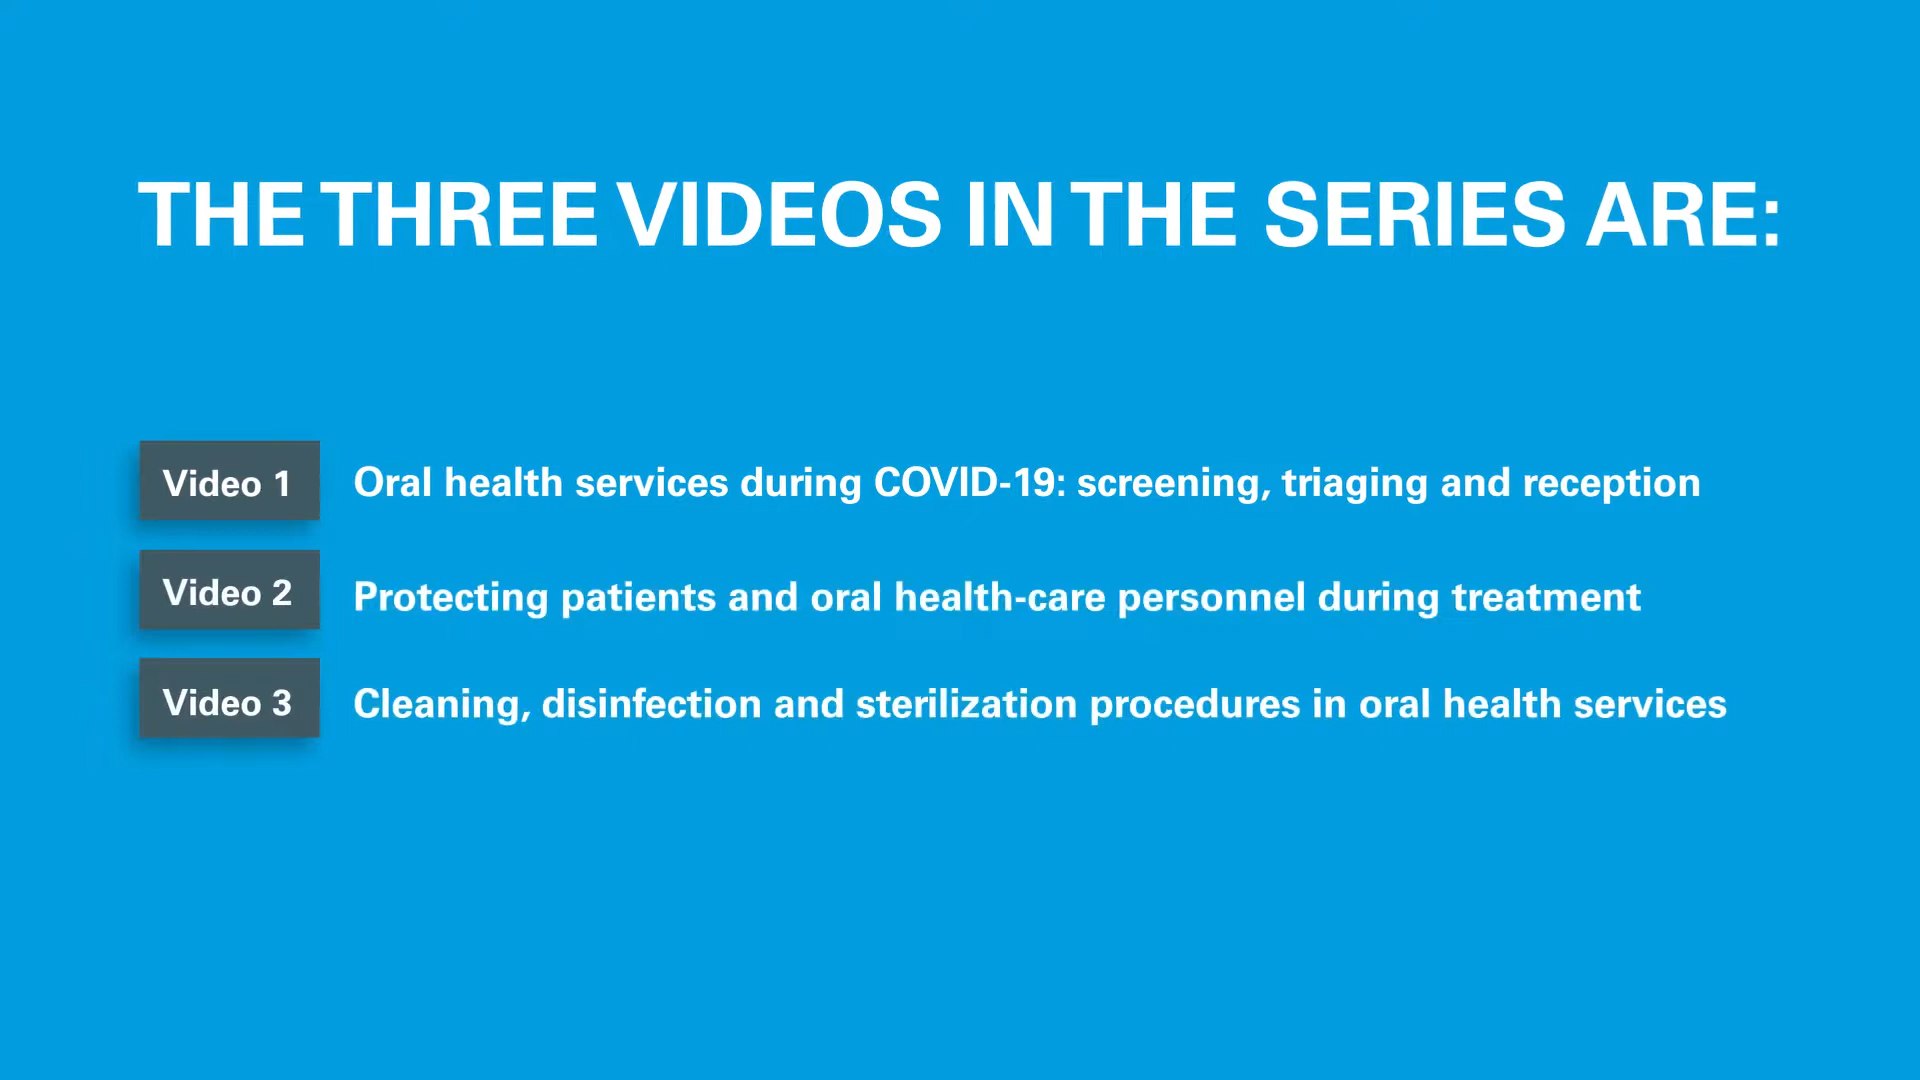 THE THREE VIDEOS IN THE SERIES ARE:
Video 1 Oral health services during COVID-19: screening, triaging and reception
Video 2 Protecting patients and oral health-care personnel during treatment
Video 3 Cleaning, disinfection and sterilization procedures in oral health services